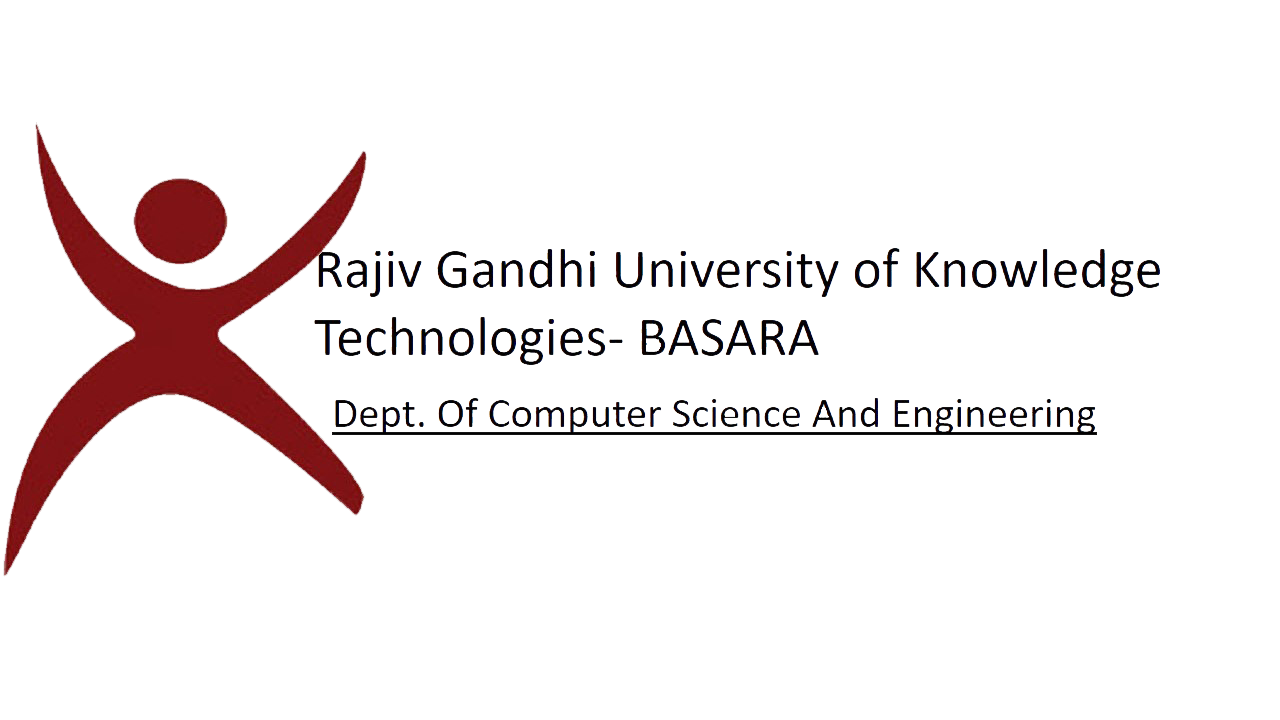 Rajiv Gandhi University of Knowledge
Technologies- BASARA
Dept. Of Computer Science And Engineering